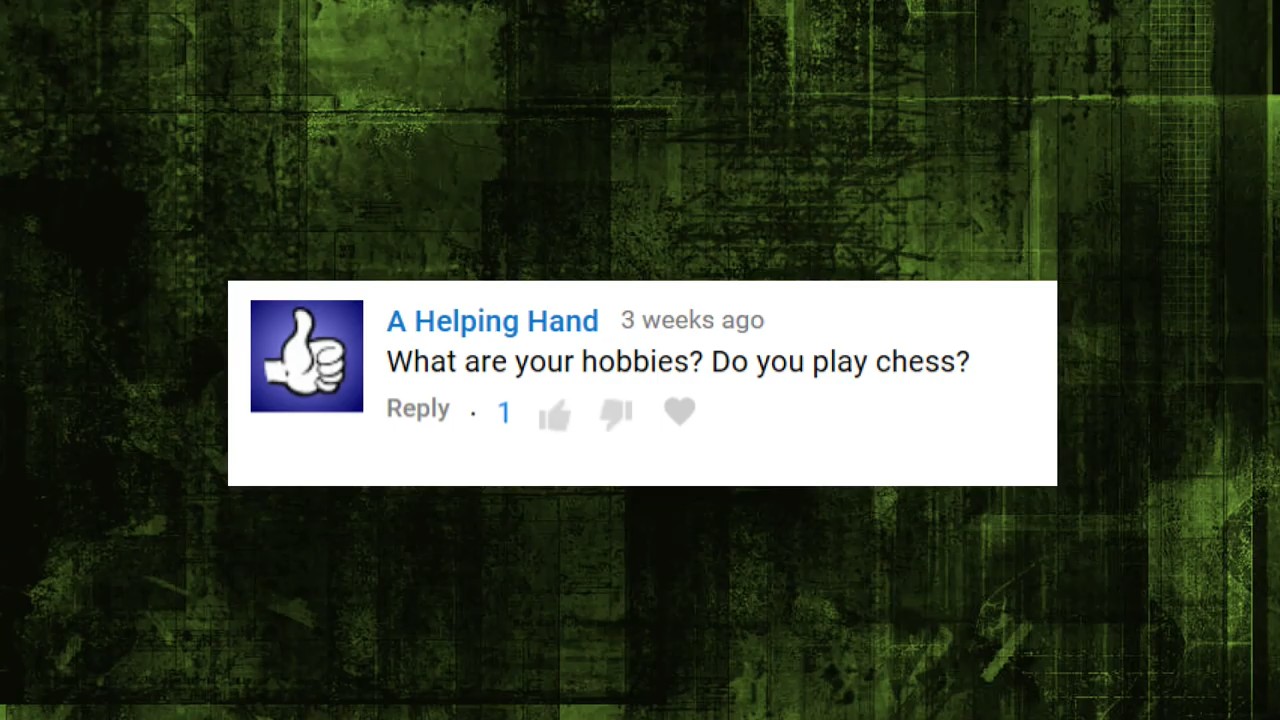 A Helping Hand 3 weeks ago
What are your hobbies? Do you play chess?
Reply · 1